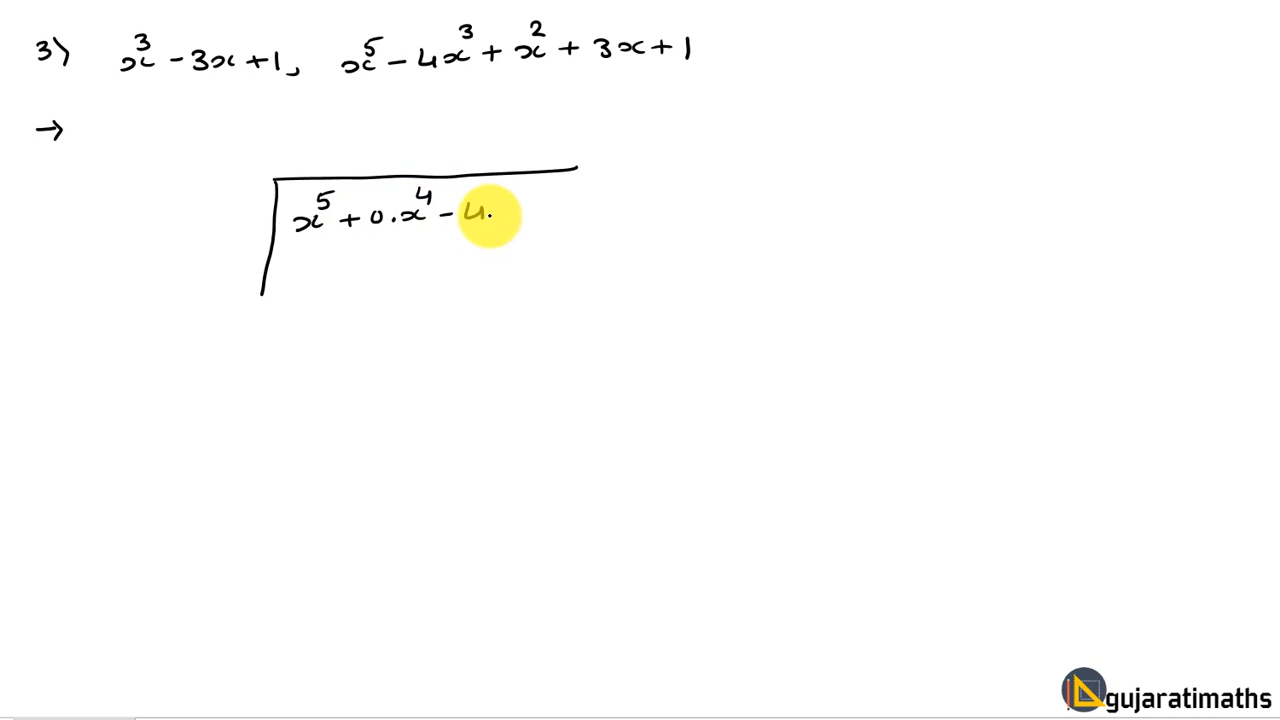 3) x³ - 3x + 1, x⁵ - 4x³ + x² + 3x + 1
→
x⁵ + 0.x⁴ - 4.
gujaratimaths